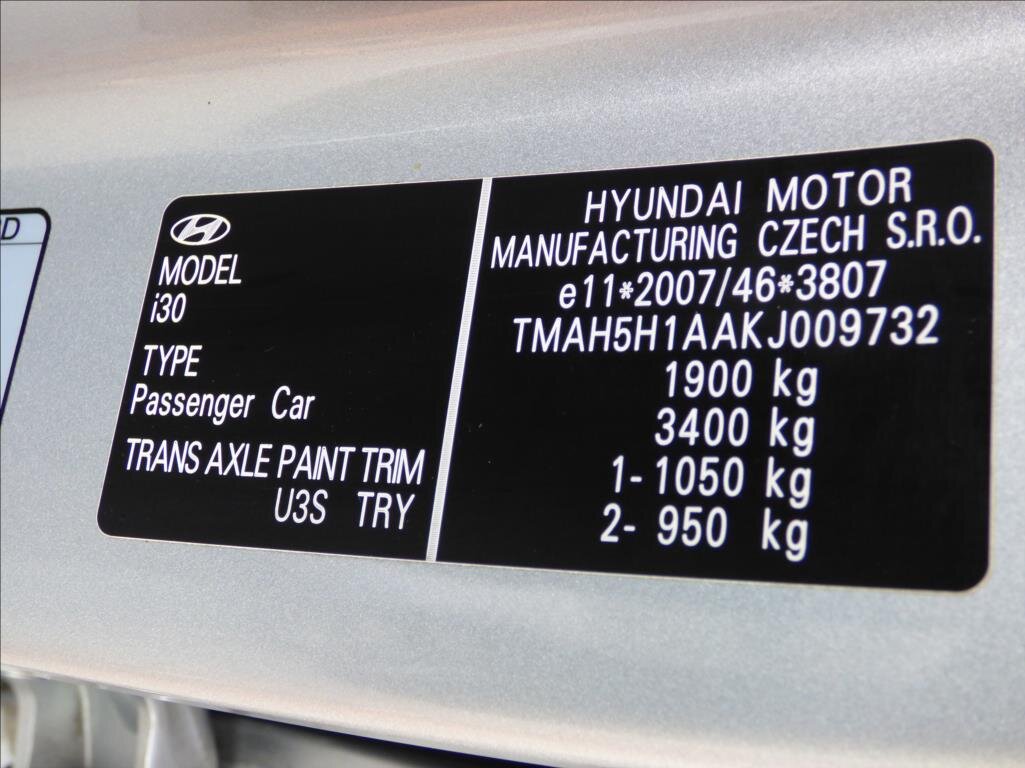 D
MODEL
i30
TYPE
Passenger Car
TRANS AXLE PAINT TRIM
U3S TRY
HYUNDAI MOTOR
MANUFACTURING CZECH S.R.O.
e11*2007/46*3807
TMAH5H1AAKJ009732
1900 kg
3400 kg
1- 1050 kg
2- 950 kg